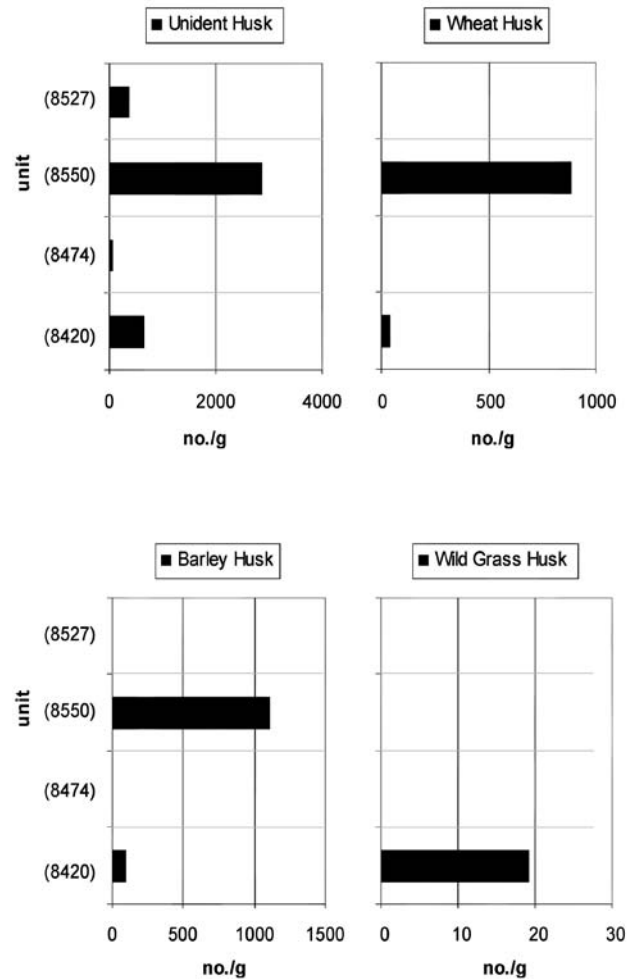 Unident Husk
Wheat Husk
unit
(8527)
(8550)
(8474)
(8420)
0 2000 4000
no./g
0 500 1000
no./g
Barley Husk
Wild Grass Husk
unit
(8527)
(8550)
(8474)
(8420)
0 500 1000 1500
no./g
0 10 20 30
no./g